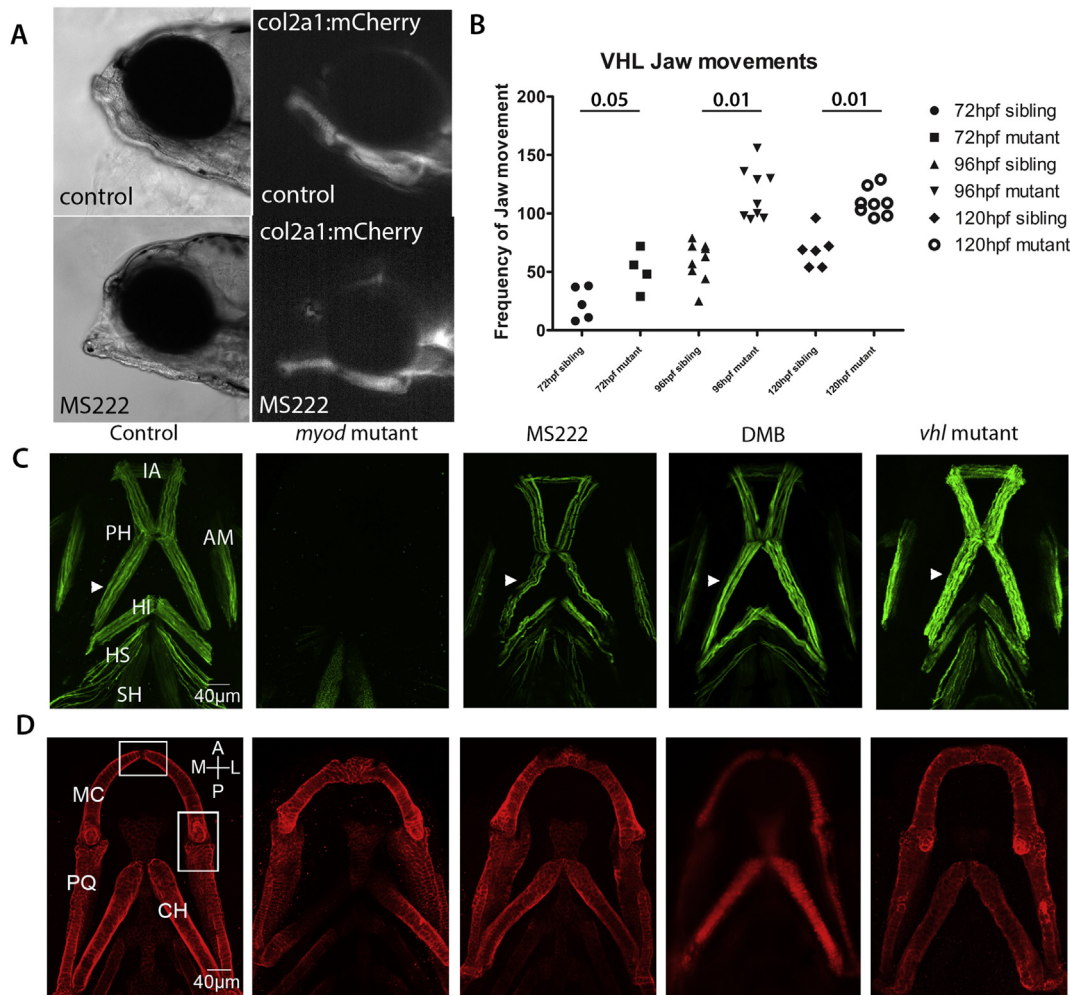 A
control
col2a1:mCherry
control
MS222
col2a1:mCherry
MS222
B
VHL Jaw movements
Frequency of Jaw movement
200
150
100
50
0
0.05
0.01
0.01
72hpf sibling
72hpf mutant
96hpf sibling
96hpf mutant
120hpf sibling
120hpf mutant
72hpf sibling
72hpf mutant
96hpf sibling
96hpf mutant
120hpf sibling
120hpf mutant
Control
myod mutant
MS222
DMB
vhl mutant
C
IA
PH
AM
HI
HS
SH
40μm
D
A
M L
P
MC
PQ
CH
40μm